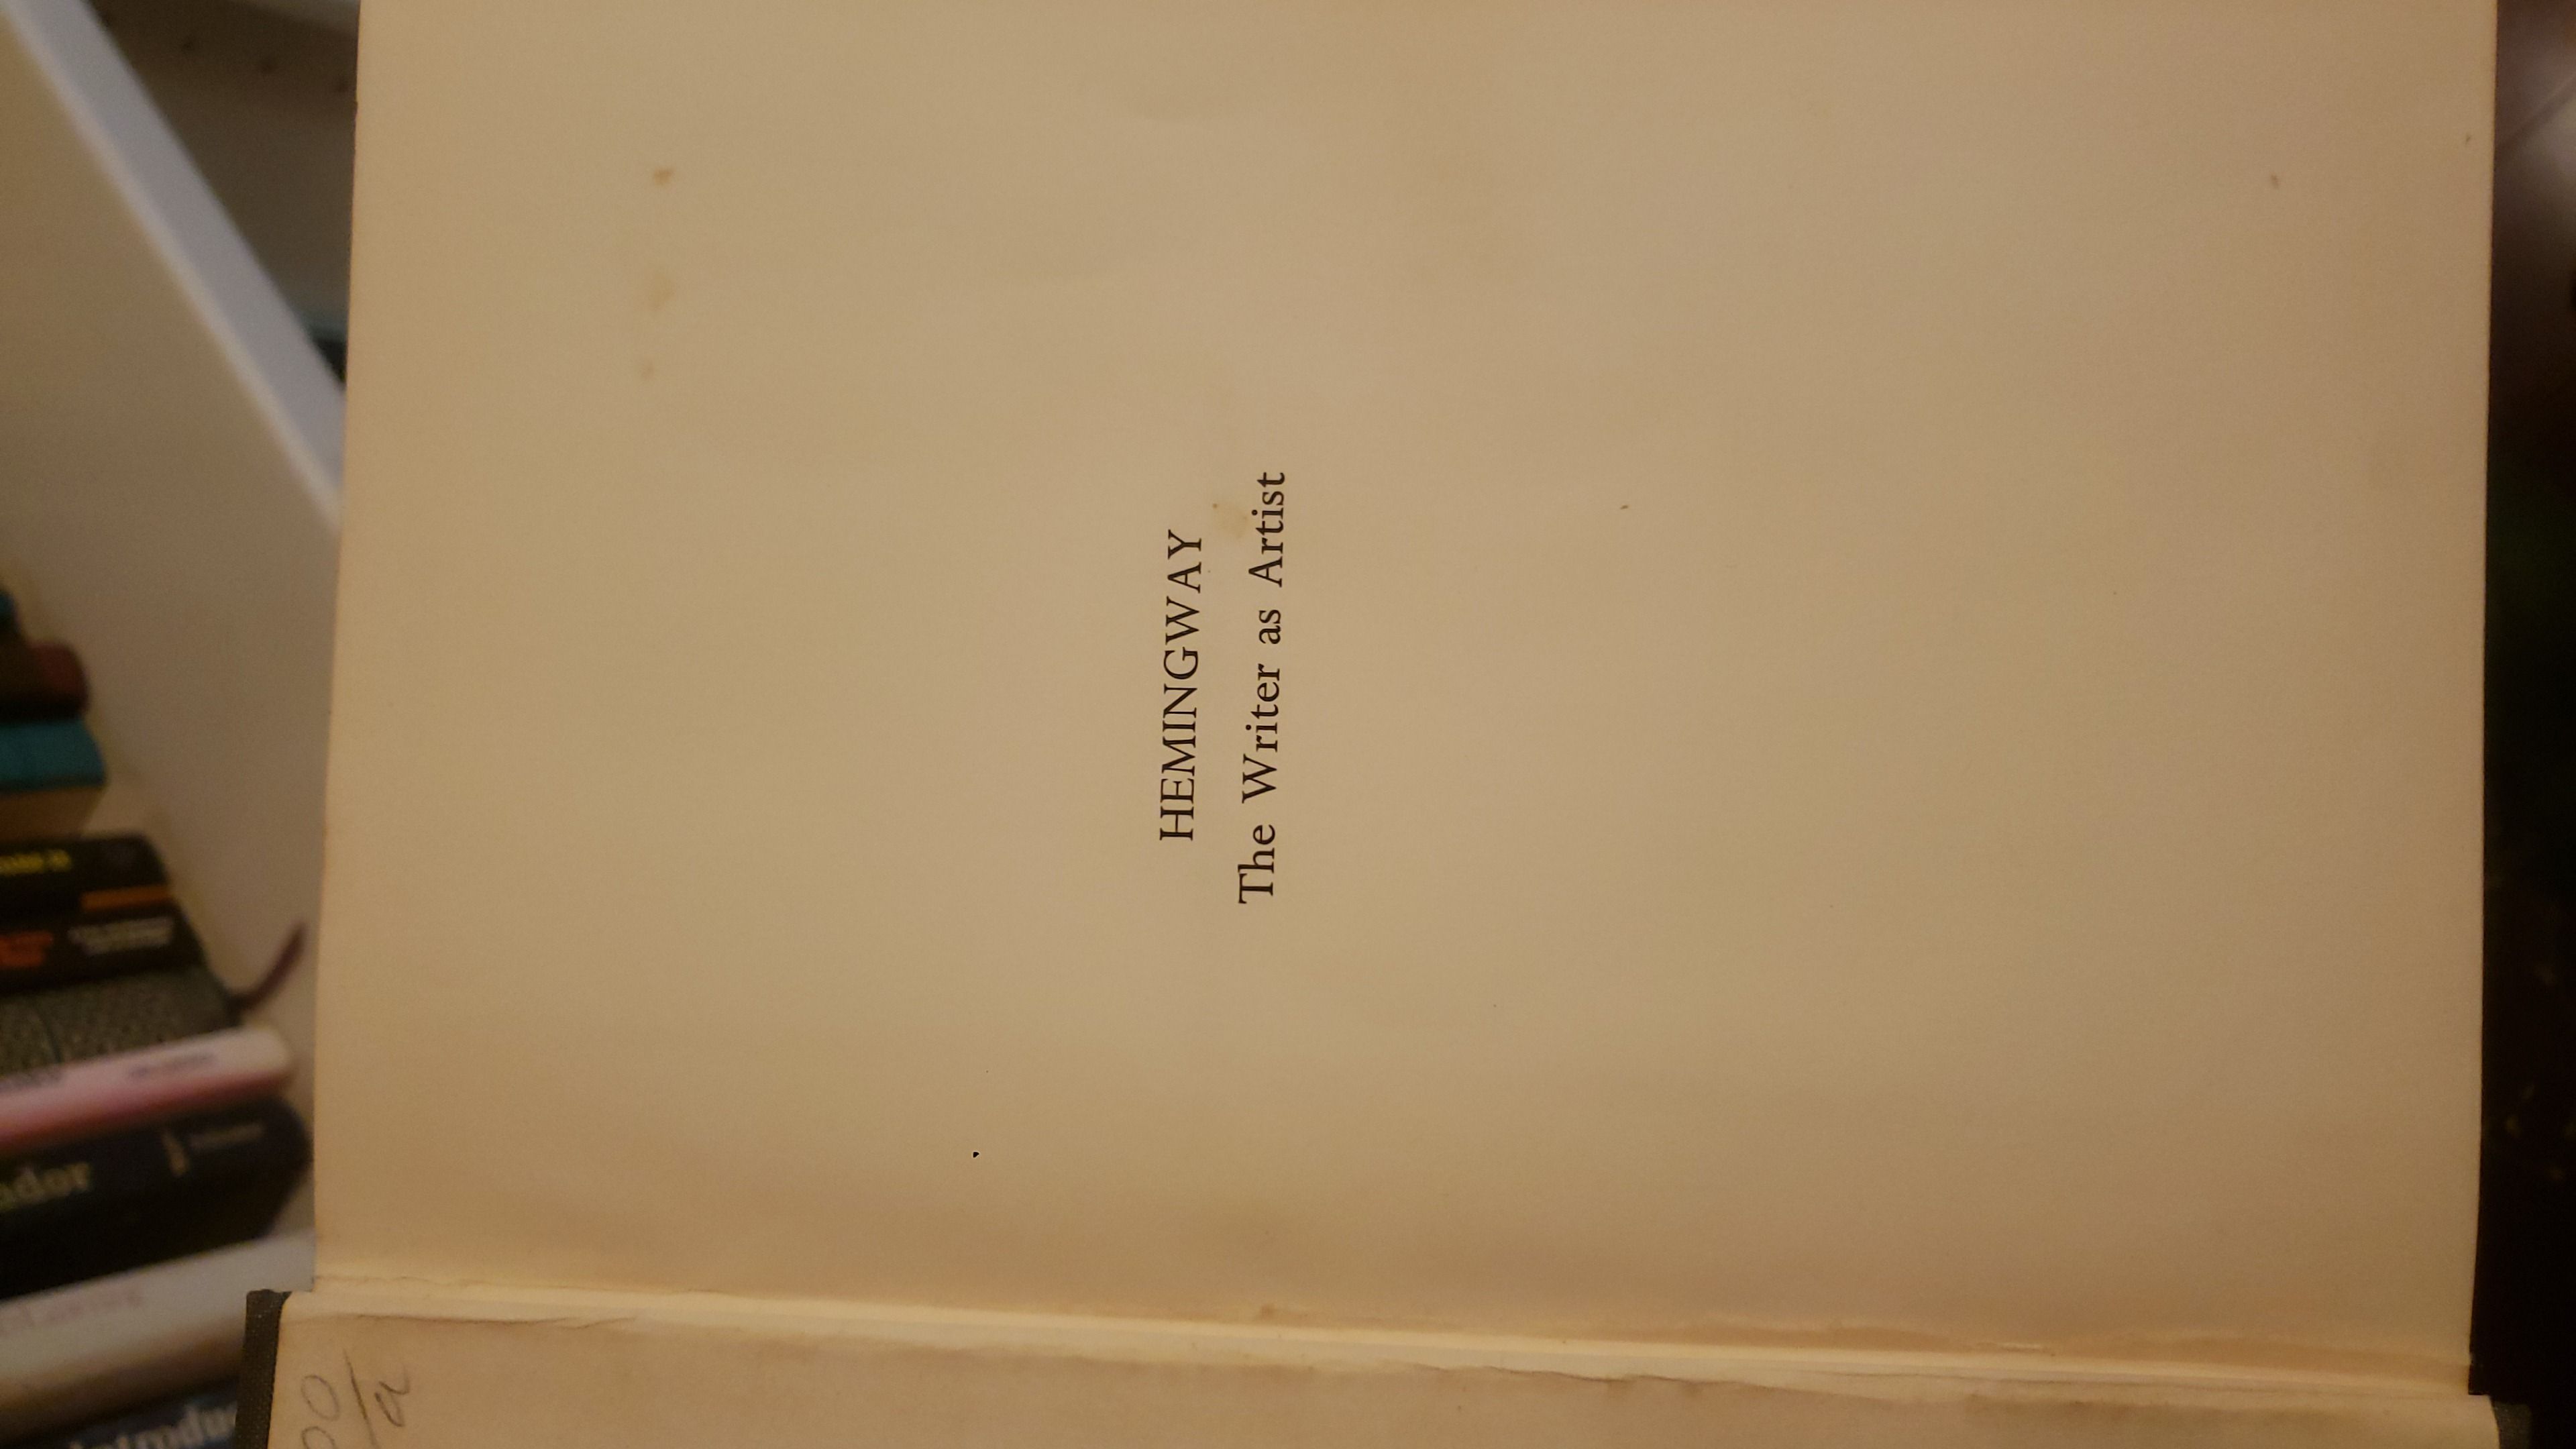 HEMINGWAY
The Writer as Artist